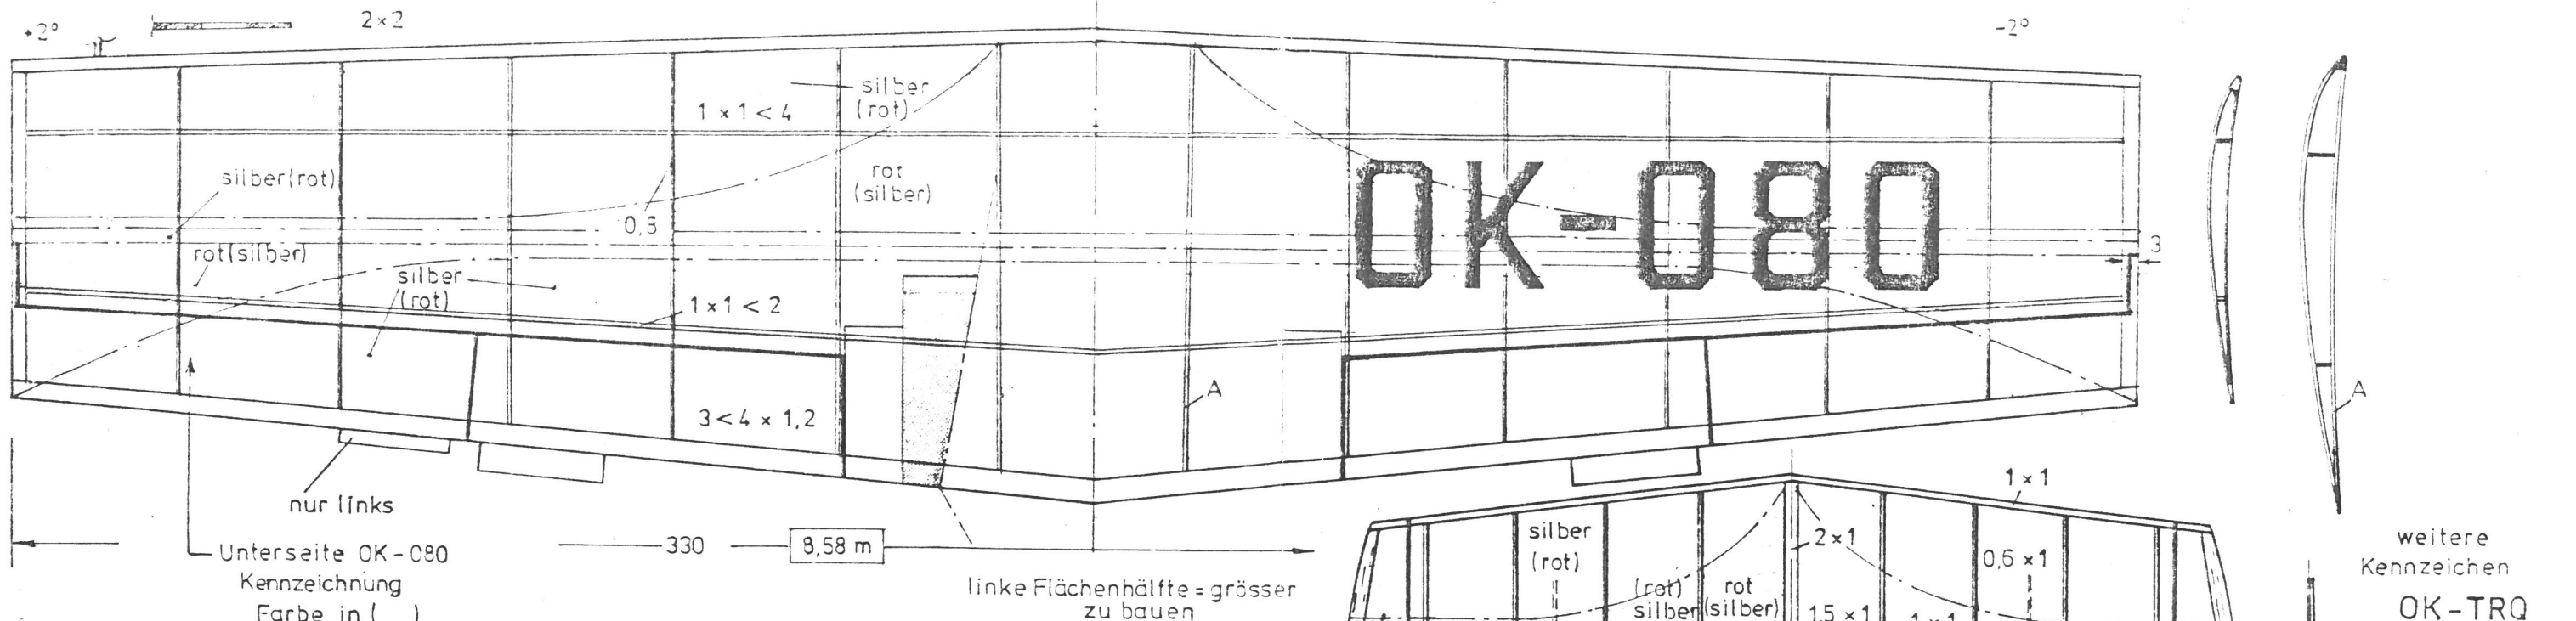 +2°
2×2
-2°
silber
(rot)
1 × 1 < 4
silber(rot)
rot
(silber)
OK-080
0,3
3
rot(silber)
silber
(rot)
1 × 1 < 2
A
A
3 < 4 × 1,2
nur links
1 × 1
silber
(rot)
2×1
330
8,58 m
weitere
Kennzeichen
OK-TRQ
Unterseite OK-080
Kennzeichnung
Farbe in ( )
0,6 ×1
linke Flächenhälfte = grösser
zu bauen
(rot)
silber
rot
(silber)
1,5 ×1
1×1